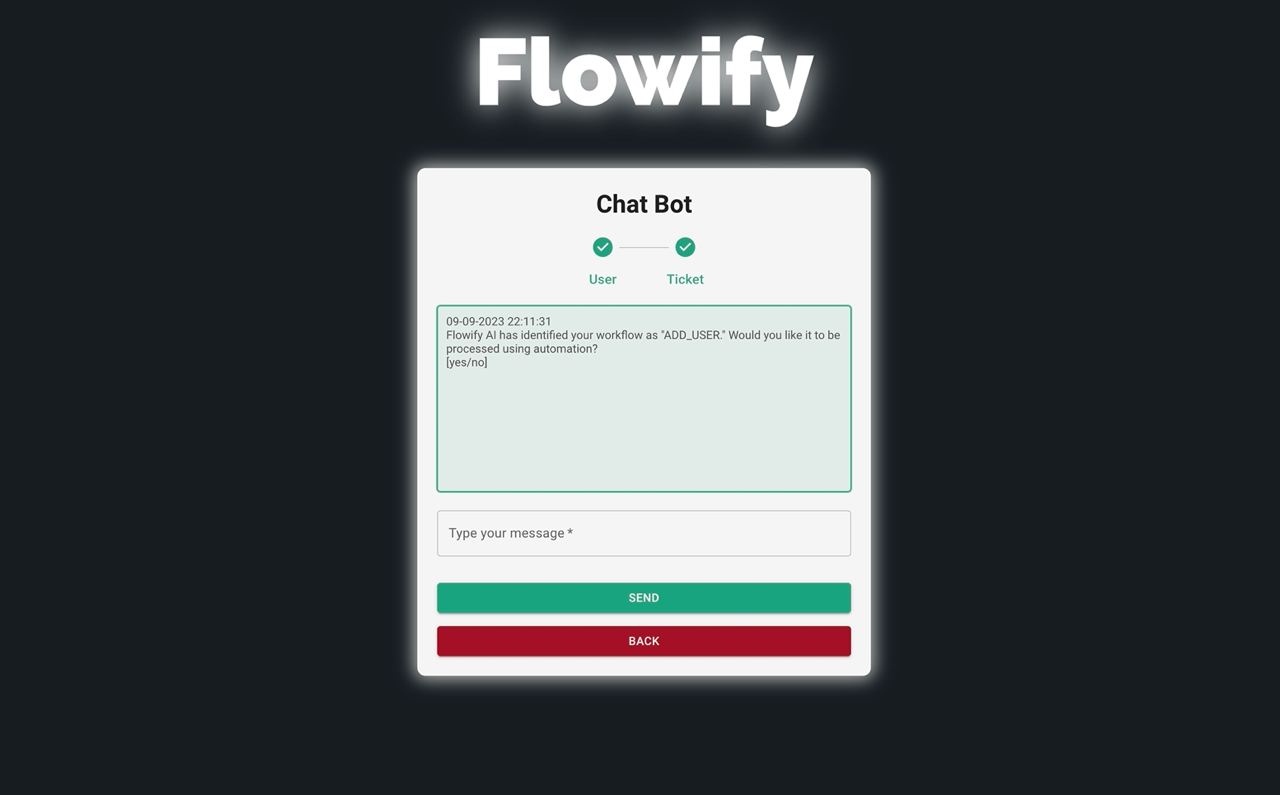 Flowify
Chat Bot
User
Ticket
09-09-2023 22:11:31
Flowify AI has identified your workflow as "ADD_USER." Would you like it to be
processed using automation?
[yes/no]
Type your message *
SEND
BACK